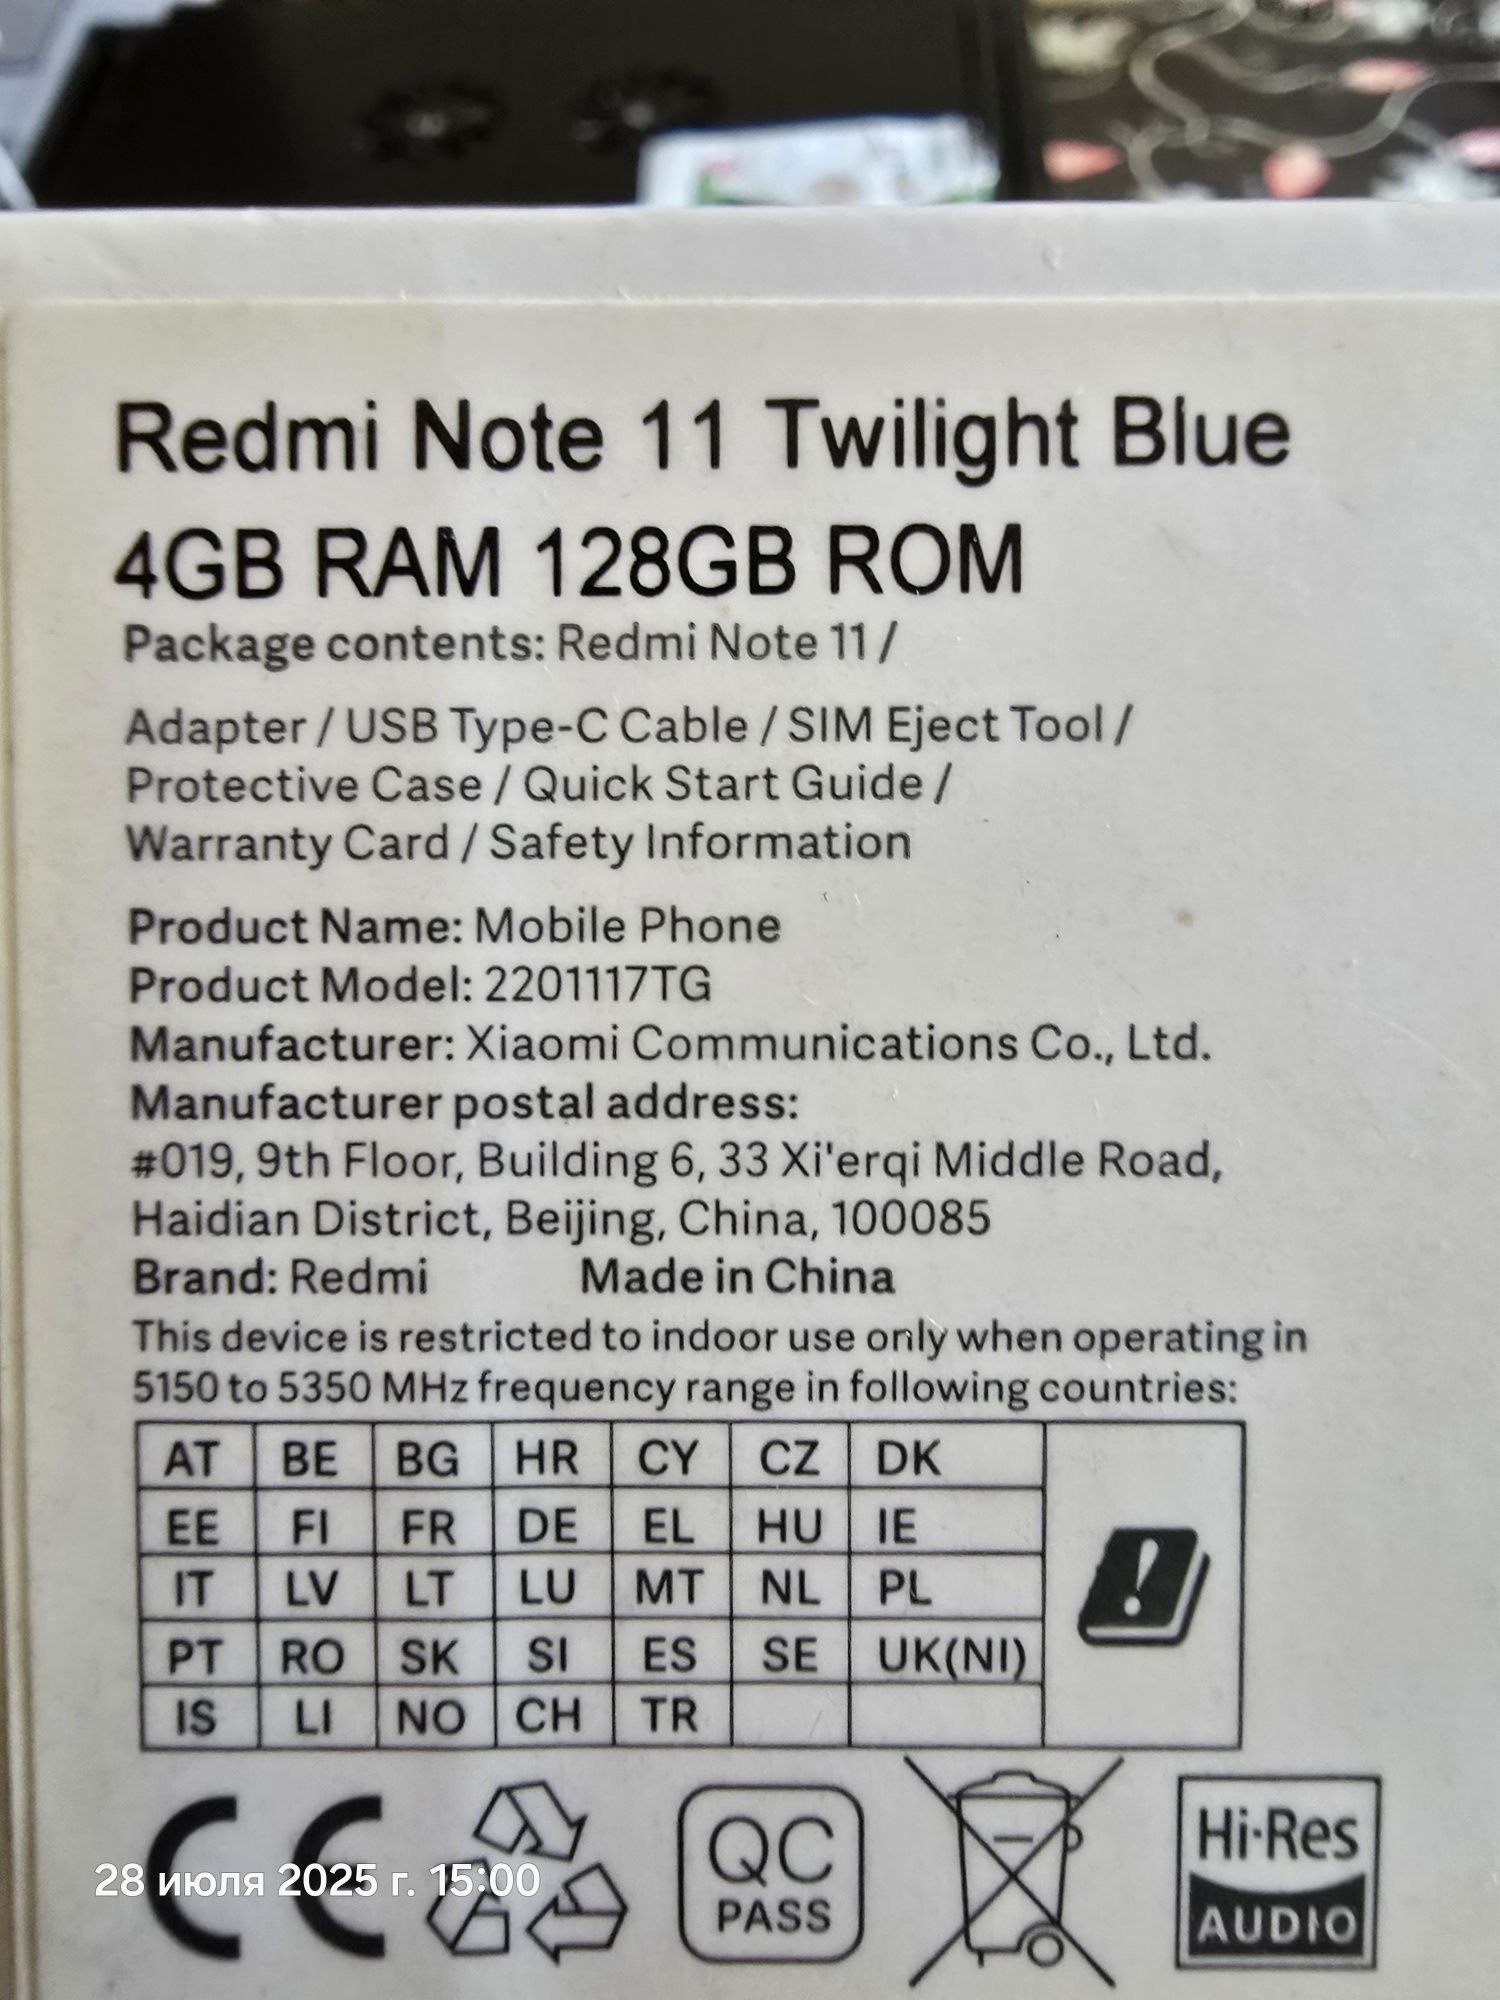 Redmi Note 11 Twilight Blue
4GB RAM 128GB ROM
Package contents: Redmi Note 11 /
Adapter / USB Type-C Cable / SIM Eject Tool /
Protective Case / Quick Start Guide /
Warranty Card / Safety Information
Product Name: Mobile Phone
Product Model: 2201117TG
Manufacturer: Xiaomi Communications Co., Ltd.
Manufacturer postal address:
#019, 9th Floor, Building 6, 33 Xi'erqi Middle Road,
Haidian District, Beijing, China, 100085
Brand: Redmi Made in China
This device is restricted to indoor use only when operating in
5150 to 5350 MHz frequency range in following countries:
AT BE BG HR CY CZ DK
EE FI FR DE EL HU IE
IT LV LT LU MT NL PL
PT RO SK SI ES SE UK(NI)
IS LI NO CH TR
CE
QC
PASS
Hi-Res
AUDIO
28 июля 2025 г. 15:00